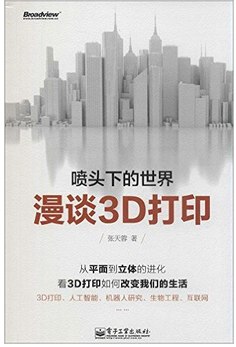 Broadview®
喷头下的世界
漫谈3D打印
张天蓉 著
从平面到立体的进化
看3D打印如何改变我们的生活
3D打印、人工智能、机器人研究、生物工程、互联网
……
电子工业出版社